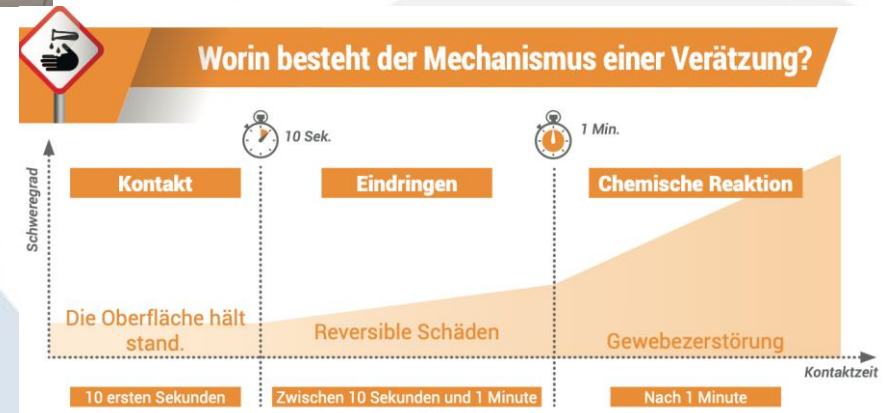 Worin besteht der Mechanismus einer Verätzung?
10 Sek.
1 Min.
Schweregrad
Kontakt
Eindringen
Chemische Reaktion
Die Oberfläche hält
stand.
Reversible Schäden
Gewebezerstörung
Kontaktzeit
10 ersten Sekunden
Zwischen 10 Sekunden und 1 Minute
Nach 1 Minute